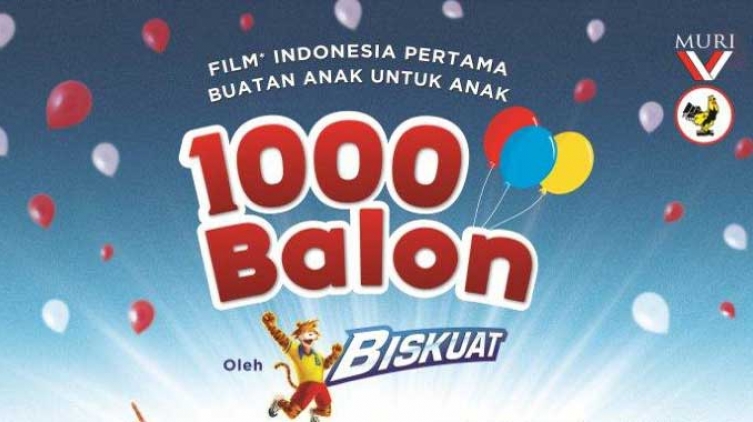 FILM* INDONESIA PERTAMA
BUATAN ANAK UNTUK ANAK
MURI
1000
Balon
Oleh BISKUAT